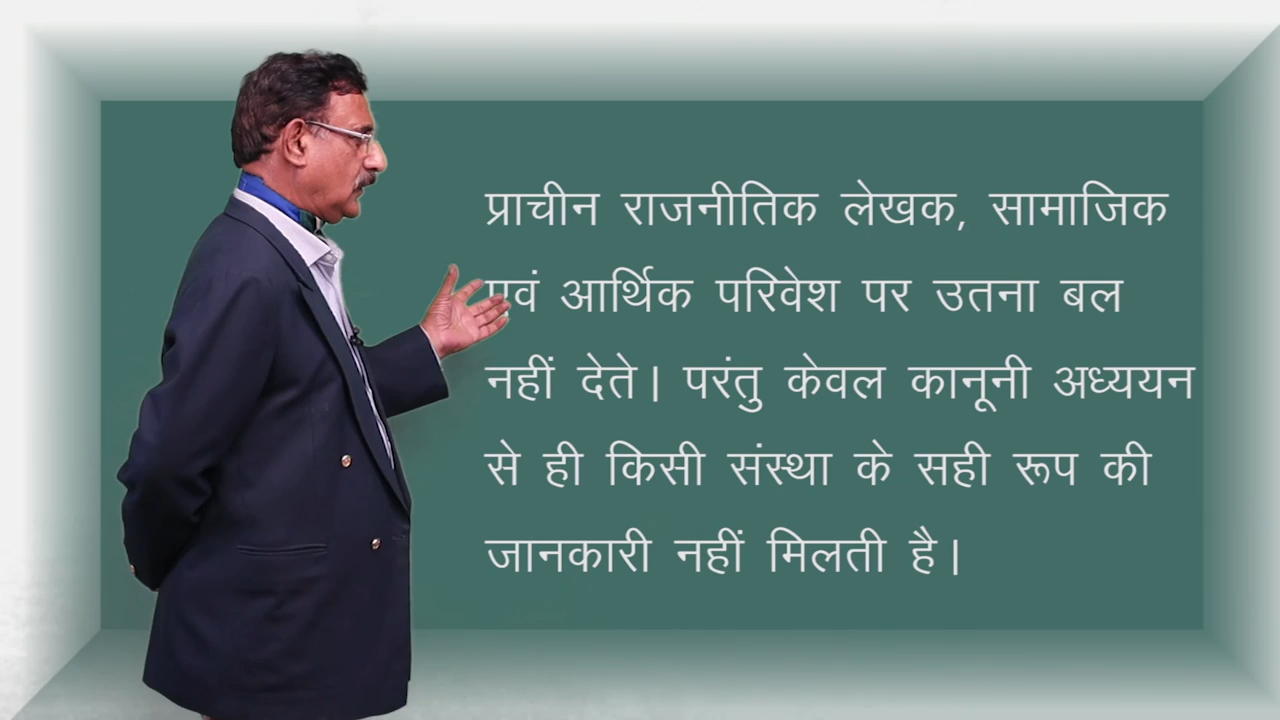 प्राचीन राजनीतिक लेखक, सामाजिक
एवं आर्थिक परिवेश पर उतना बल
नहीं देते। परंतु केवल कानूनी अध्ययन
से ही किसी संस्था के सही रूप की
जानकारी नहीं मिलती है।